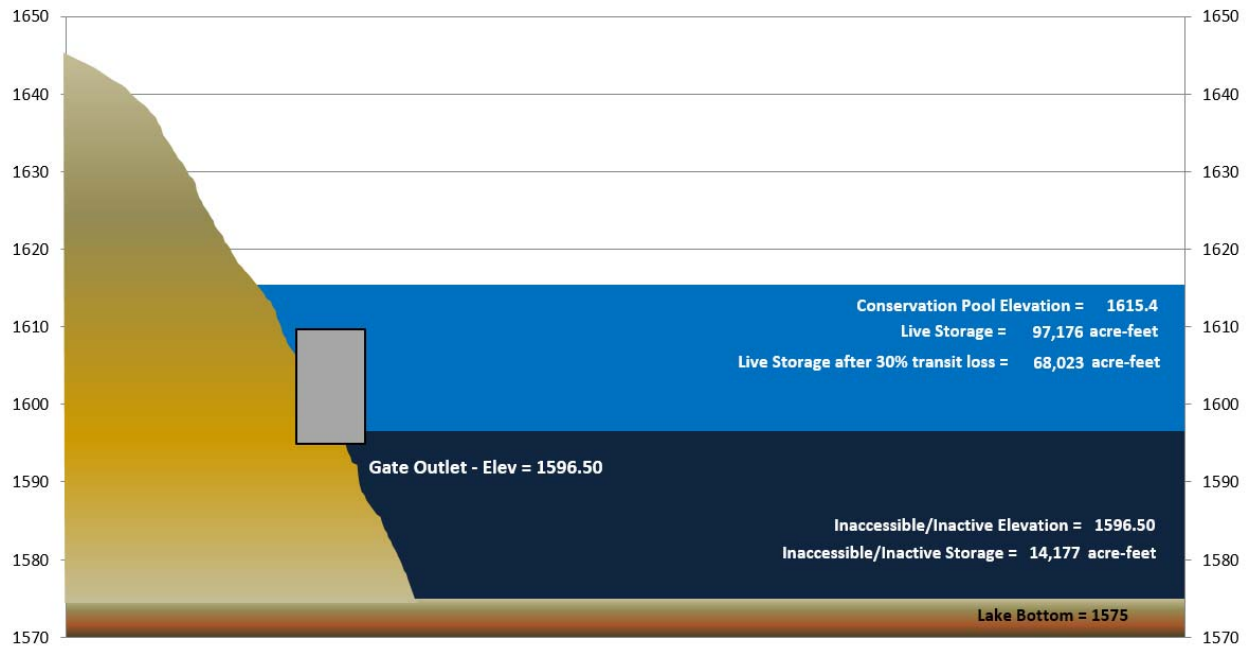 1650 1650
1640 1640
1630 1630
1620 1620
Conservation Pool Elevation = 1615.4
1610 1610
Live Storage = 97,176 acre-feet
Live Storage after 30% transit loss = 68,023 acre-feet
1600 1600
Gate Outlet - Elev = 1596.50
1590 1590
Inaccessible/Inactive Elevation = 1596.50
Inaccessible/Inactive Storage = 14,177 acre-feet
1580 1580
Lake Bottom = 1575
1570 1570